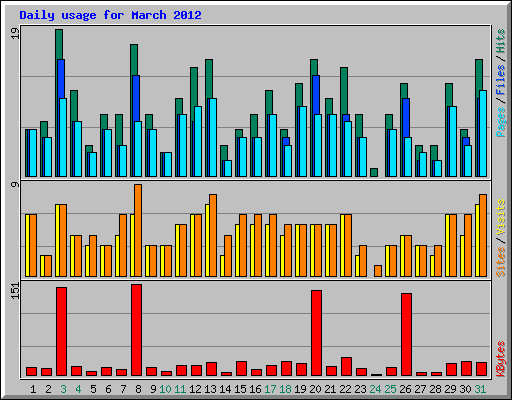 Daily usage for March 2012
19
Pages/Files/Hits
9
Sites/Visits
151
KBytes
1 2 3 4 5 6 7 8 9 10 11 12 13 14 15 16 17 18 19 20 21 22 23 24 25 26 27 28 29 30 31